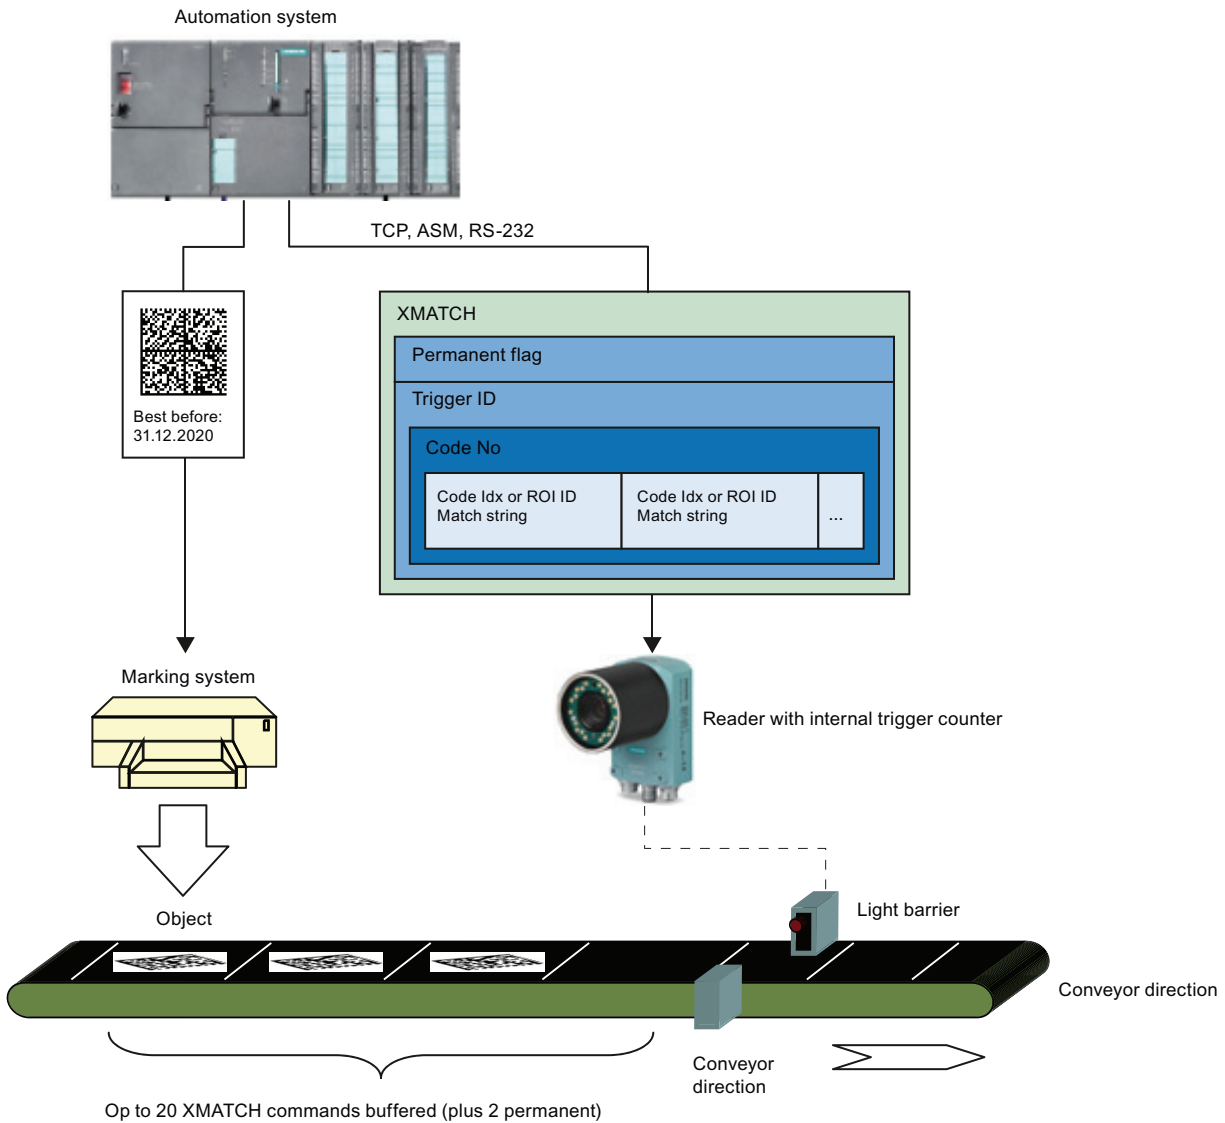 Automation system
TCP, ASM, RS-232
XMATCH
Permanent flag
Trigger ID
Code No
Code Idx or ROI ID
Match string
Code Idx or ROI ID
Match string
...
Best before:
31.12.2020
Marking system
Reader with internal trigger counter
Object
Light barrier
Conveyor direction
Conveyor
direction
Op to 20 XMATCH commands buffered (plus 2 permanent)